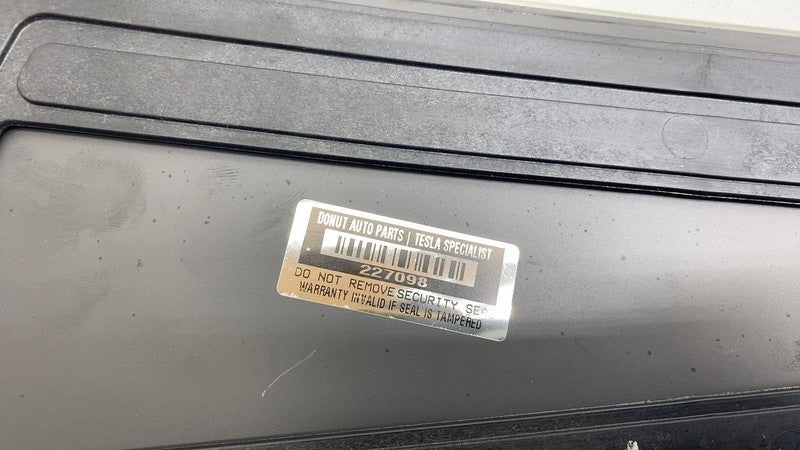 DONUT AUTO PARTS | TESLA SPECIALIST
227098
DO NOT REMOVE SECURITY SEA
WARRANTY INVALID IF SEAL IS TAMPERED